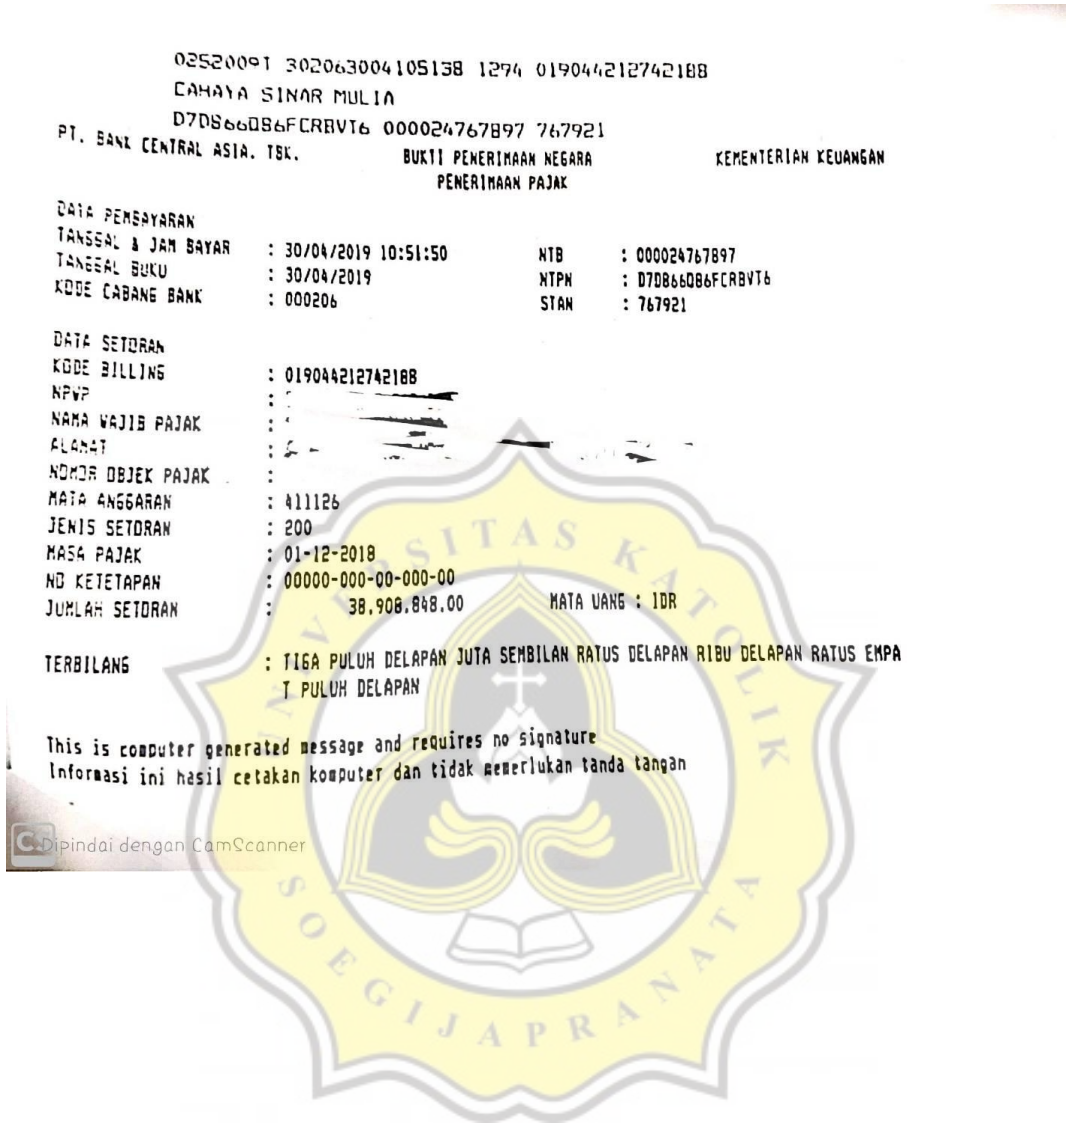 0252009T 302063004105138 1294 019044212742188
CAHAYA SINAR MULIA
D7D866D86FCRBVT6 000024767897 767921
PT. BANK CENTRAL ASIA. TBK.
BUKTI PENERIMAAN NEGARA
PENERIMAAN PAJAK
KEMENTERIAN KEUANGAN
DATA PEMBAYARAN
TANGGAL & JAM BAYAR : 30/04/2019 10:51:50 NTB : 000024767897
TANGGAL BUKU : 30/04/2019 NTPN : D7D866D86FCRBVT6
KODE CABANG BANK : 000206 STAN : 767921
DATA SETORAN
KODE BILLING : 019044212742188
NPWP :
NAMA WAJIB PAJAK :
ALAMAT :
NOMOR OBJEK PAJAK :
MATA ANGGARAN : 411126
JENIS SETORAN : 200
MASA PAJAK : 01-12-2018
NO KETETAPAN : 00000-000-00-000-00
JUMLAH SETORAN : 38,908,848.00 MATA UANG : IDR
TERBILANG : TIGA PULUH DELAPAN JUTA SEMBILAN RATUS DELAPAN RIBU DELAPAN RATUS EMPA
T PULUH DELAPAN
This is computer generated message and requires no signature
Informasi ini hasil cetakan komputer dan tidak memerlukan tanda tangan
CS Dipindai dengan CamScanner
UNIVERSITAS KATOLIK
SOEGIJAPRANATA